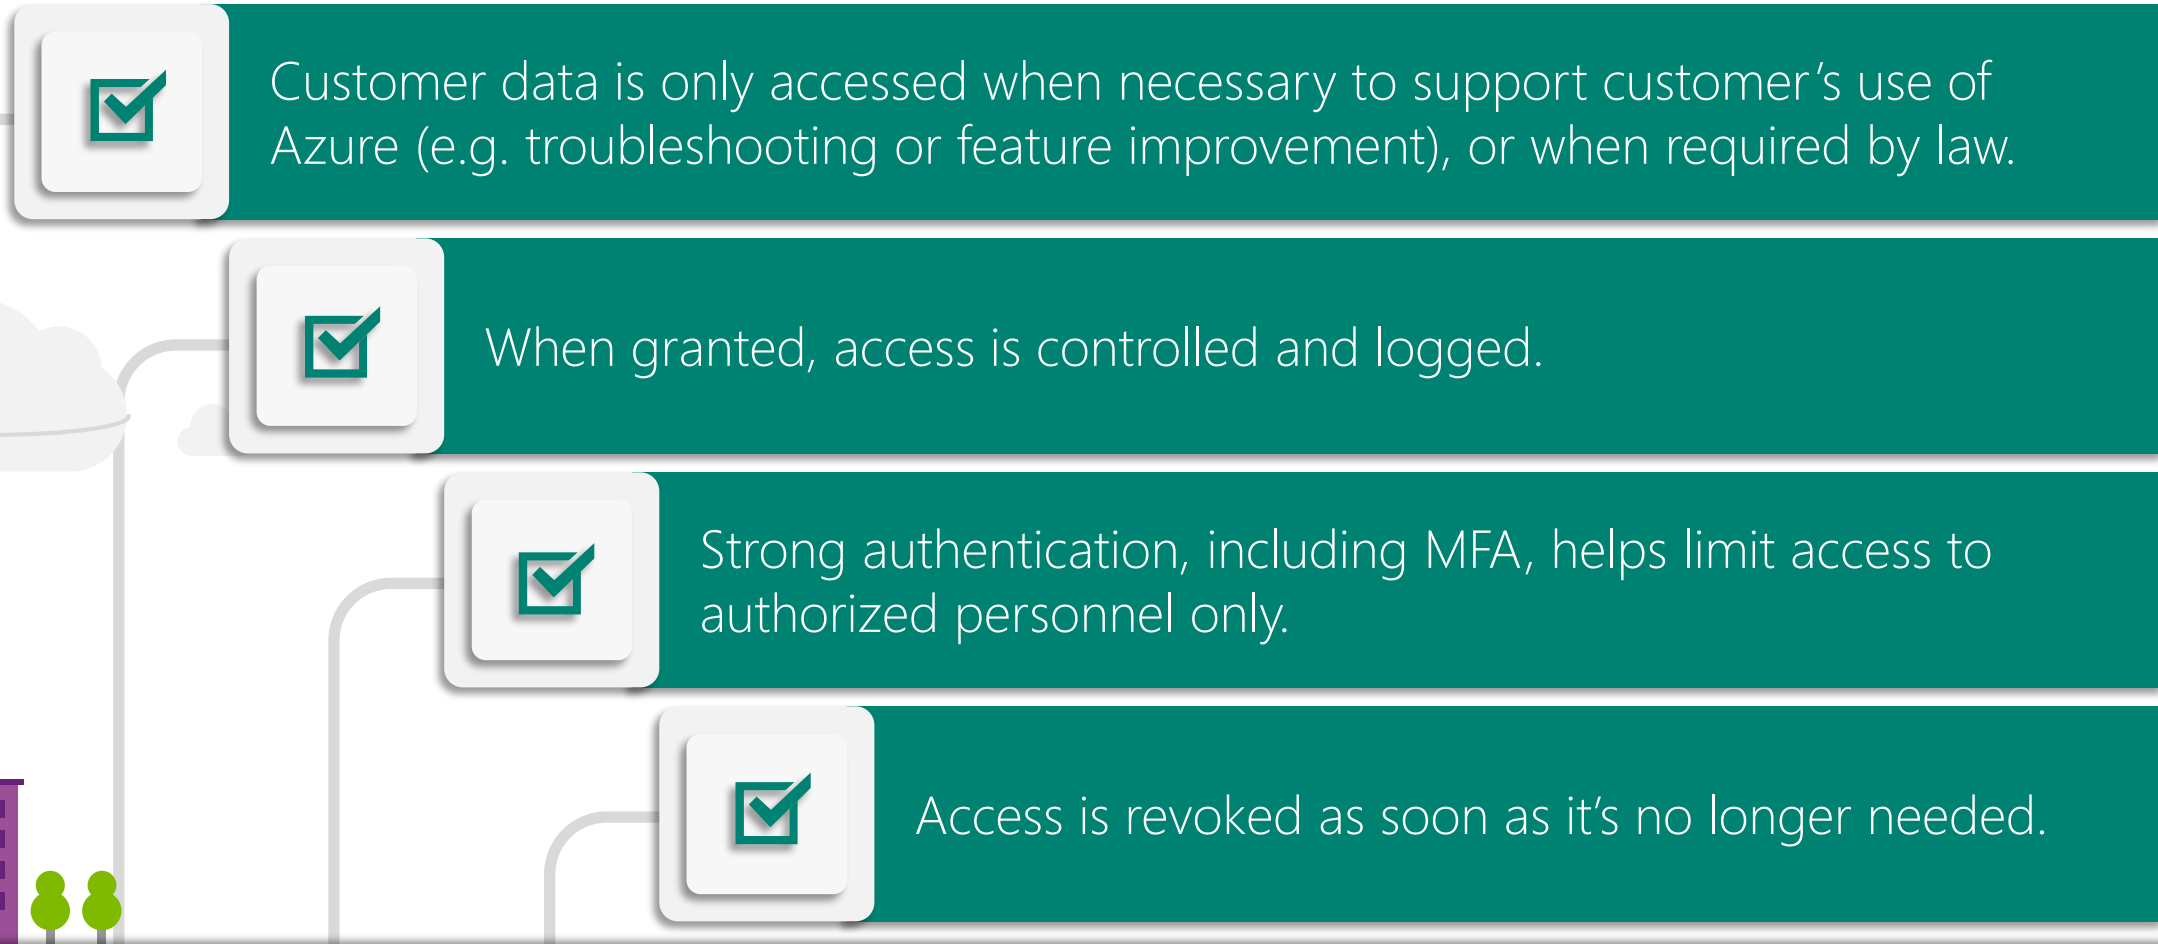 Customer data is only accessed when necessary to support customer’s use of
Azure (e.g. troubleshooting or feature improvement), or when required by law.
When granted, access is controlled and logged.
Strong authentication, including MFA, helps limit access to
authorized personnel only.
Access is revoked as soon as it’s no longer needed.